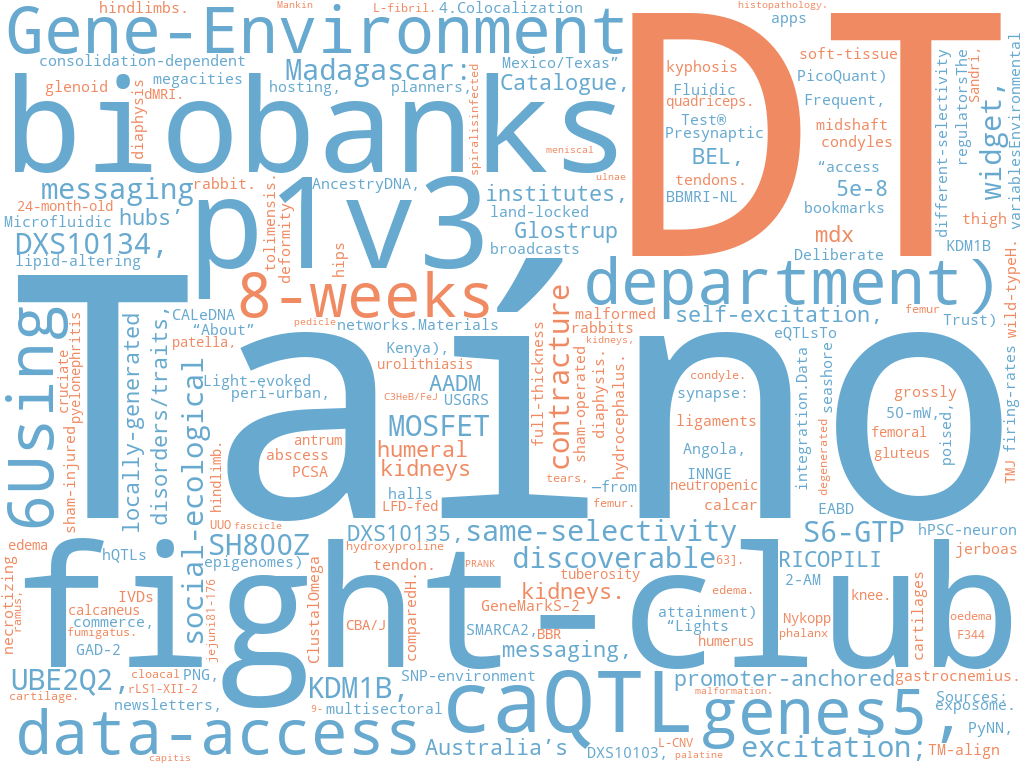 hindlimbs.
Mankin
L-fibril.
4.Colocalization
histopathology.
apps
Gene-Environment
DT
consolidation-dependent
Madagascar:
Mexico/Texas”
soft-tissue
glenoid
dMRI.
megacities
hosting,
planners,
Catalogue,
kyphosis
PicoQuant)
Fluidic
quadriceps.
Frequent,
biobanks
diaphysis
spiralisinfected
Test®
Presynaptic
midshaft
condyles
different-selectivity
regulatorsThe
Sandri.
widget,
variablesEnvironmental
meniscal
BEL,
“access
messaging
rabbit.
AncestryDNA,
ulnae
tendons.
5e-8
24-month-old
institutes,
BBMRI-NL
bookmarks
Microfluidic
hubs’
p1v3,
land-locked
thigh
DXS10134,
tolimensis.
deformity
hips
Glostrup
mdx
KDM1B
lipid-altering
broadcasts
Deliberate
8-weeks
department)
wild-typeH.
CALeDNA
“About”
pedicle
networks.Materials
contracture
malformed
rabbits
kidneys,
self-excitation,
femur
Trust)
6Using
Taino
patella,
Kenya),
urolithiasis
full-thickness
sham-operated
diaphysis.
hydrocephalus.
eQTLsTo
pyelonephritis
cruciate
locally-generated
disorders/traits,
social-ecological
Light-evoked
peri-urban,
C3HeB/FeJ
AADM
USGRS
condyle.
synapse:
integration.Data
seashore
grossly
firing-rates
MOSFET
ligaments
50-mW,
antrum
abscess
PCSA
humeral
kidneys
Angola,
femoral
gluteus
poised,
sham-injured
hindlimb.
tears,
INNGE
neutropenic
degenerated
TMJ
halls
LFD-fed
—from
femur.
calcar
EABD
UUO
fascicle
DXS10135,
same-selectivity
S6-GTP
hPSC-neuron
edema
hQTLs
SH800Z
hydroxyproline
discoverable
63].
RICOPILI
jerboas
epigenomes)
tendon.
PRANK
tuberosity
2-AM
necrotizing
ramus,
fight-club
IVDs
calcaneus
commerce,
fumigatus.
GAD-2
jejuni81-176
ClustalOmega
CBA/J
comparedH.
GeneMarkS-2
kidneys.
edema.
attainment)
“Lights
humerus
knee.
Nykopp
phalanx
cartilages
oedema
F344
SMARCA2,
BBR
messaging,
UBE2Q2,
cartilage.
cloacal
PNG,
rLS1-XII-2
KDM1B,
SNP-environment
promoter-anchored
gastrocnemius.
malformation.
Sources:
exposome.
newsletters,
9-
multisectoral
caQTL
genes5,
PyNN,
data-access
Australia’s
DXS10103,
L-CNV
palatine
excitation;
TM-align
capitis